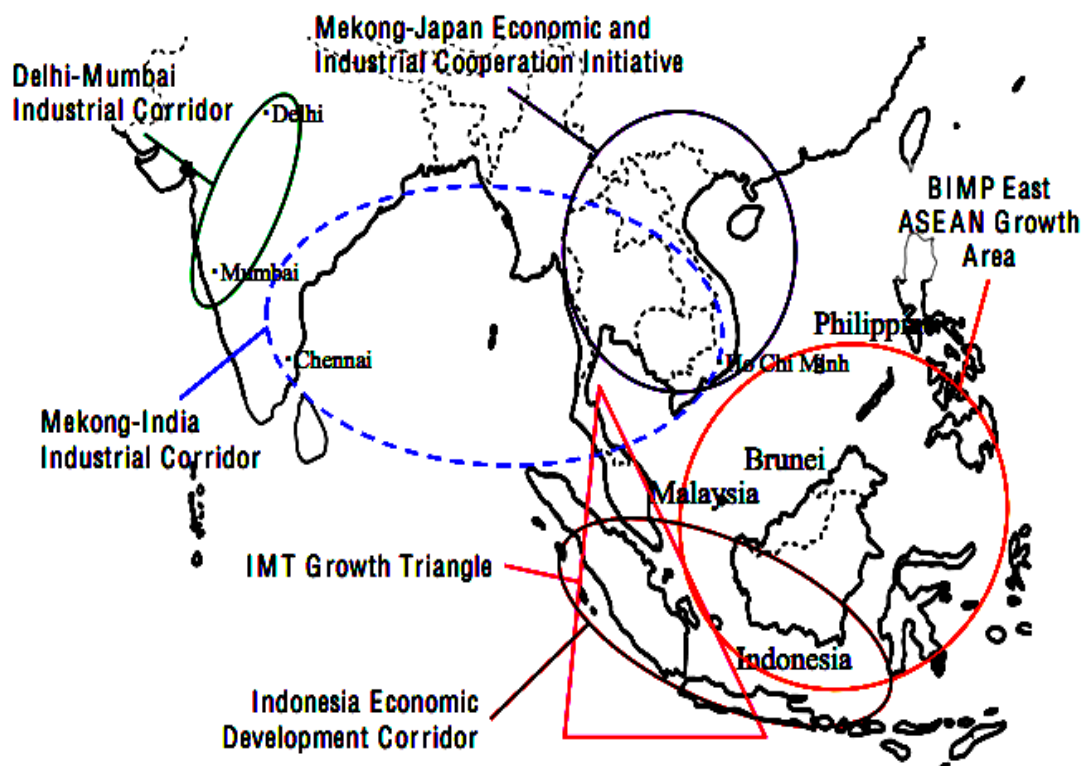 Mekong-Japan Economic and
Industrial Cooperation Initiative
Delhi-Mumbai
Industrial Corridor
Delhi
BIMP East
ASEAN Growth
Area
Mumbai
Philippin
Chennai
Ho Chi Minh
Mekong-India
Industrial Corridor
Brunei
Malaysia
IMT Growth Triangle
Indonesia
Indonesia Economic
Development Corridor